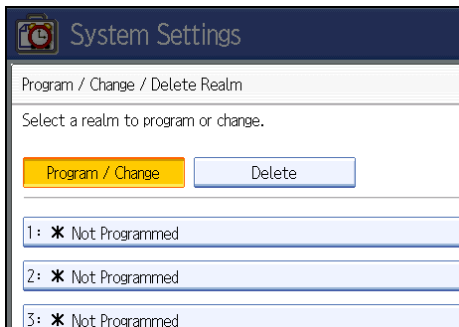 System Settings
Program / Change / Delete Realm
Select a realm to program or change.
Program / Change Delete
1: * Not Programmed
2: * Not Programmed
3: * Not Programmed